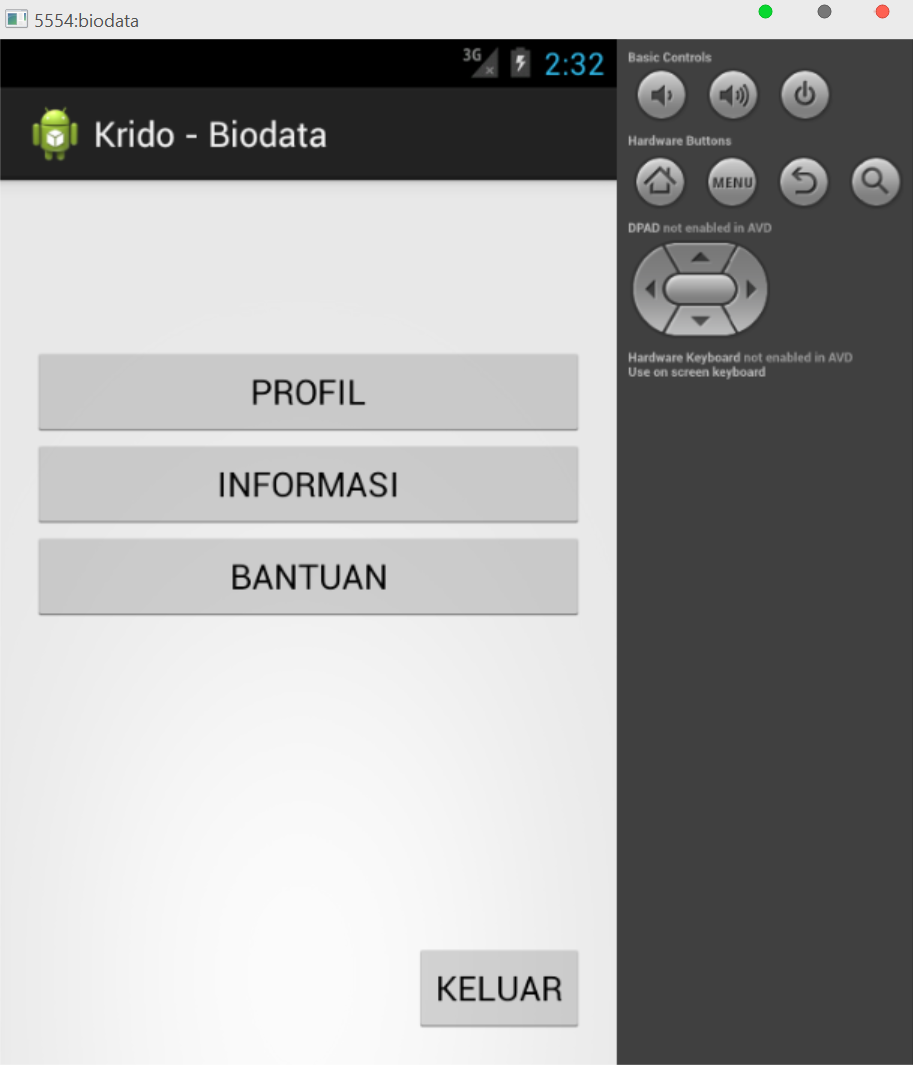 5554:biodata
3G
2:32
Krido - Biodata
PROFIL
INFORMASI
BANTUAN
KELUAR
Basic Controls
Hardware Buttons
MENU
DPAD not enabled in AVD
Hardware Keyboard not enabled in AVD
Use on screen keyboard